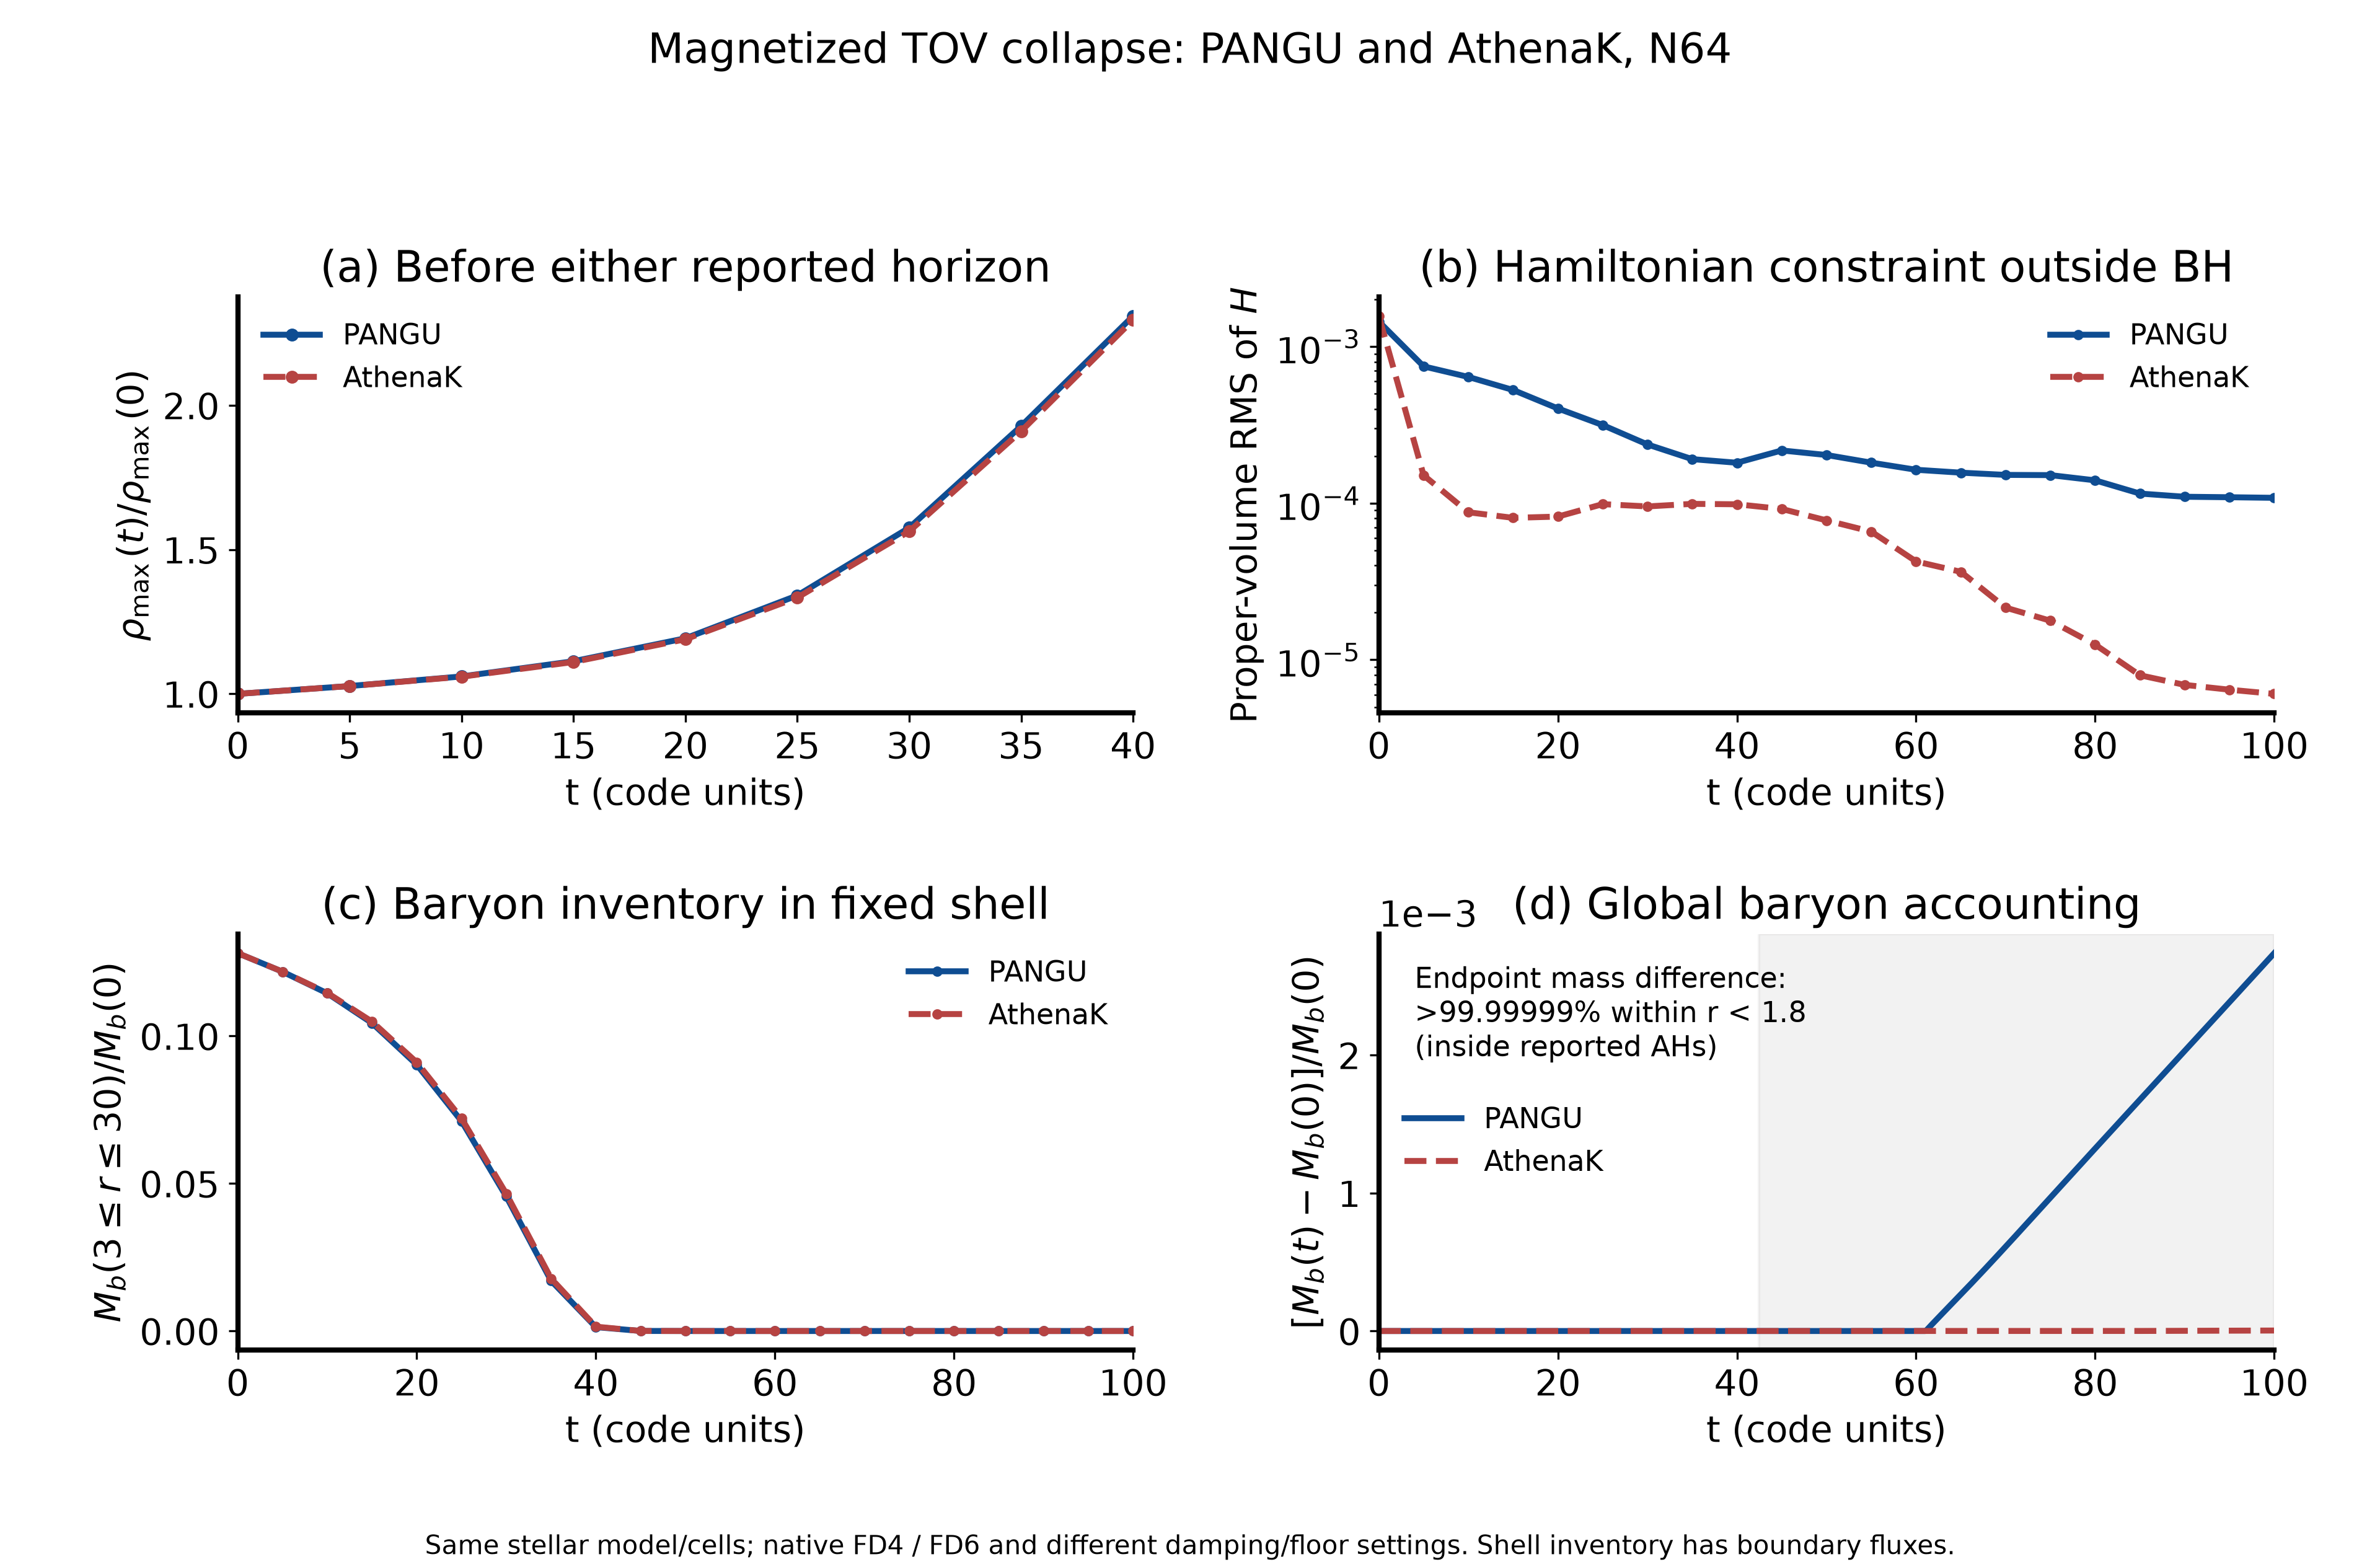 Magnetized TOV collapse: PANGU and AthenaK, N64
(a) Before either reported horizon
PANGU
AthenaK
ρmax(t)/ρmax(0)
2.0
1.5
1.0
0 5 10 15 20 25 30 35 40
t (code units)
(b) Hamiltonian constraint outside BH
PANGU
AthenaK
Proper-volume RMS of H
10⁻³
10⁻⁴
10⁻⁵
0 20 40 60 80 100
t (code units)
(c) Baryon inventory in fixed shell
PANGU
AthenaK
M_b(3 ≤ r ≤ 30)/M_b(0)
0.10
0.05
0.00
0 20 40 60 80 100
t (code units)
(d) Global baryon accounting
1e−3
Endpoint mass difference:
>99.99999% within r < 1.8
(inside reported AHs)
PANGU
AthenaK
[M_b(t) − M_b(0)]/M_b(0)
2
1
0
0 20 40 60 80 100
t (code units)
Same stellar model/cells; native FD4 / FD6 and different damping/floor settings. Shell inventory has boundary fluxes.